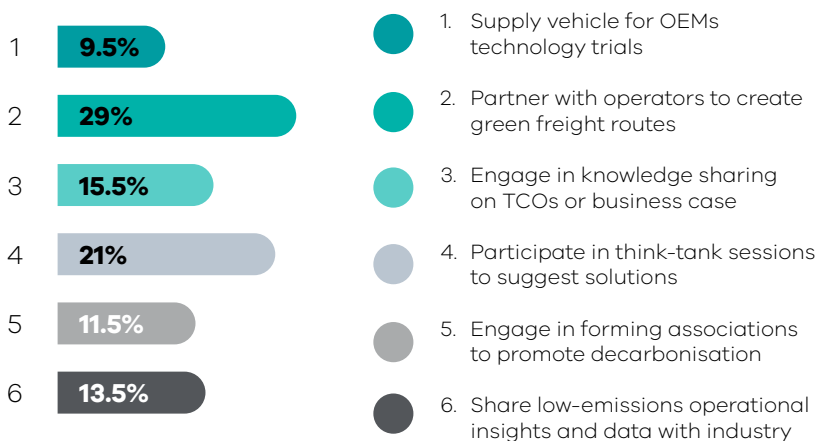 1 9.5%
2 29%
3 15.5%
4 21%
5 11.5%
6 13.5%
1. Supply vehicle for OEMs
technology trials
2. Partner with operators to create
green freight routes
3. Engage in knowledge sharing
on TCOs or business case
4. Participate in think-tank sessions
to suggest solutions
5. Engage in forming associations
to promote decarbonisation
6. Share low-emissions operational
insights and data with industry